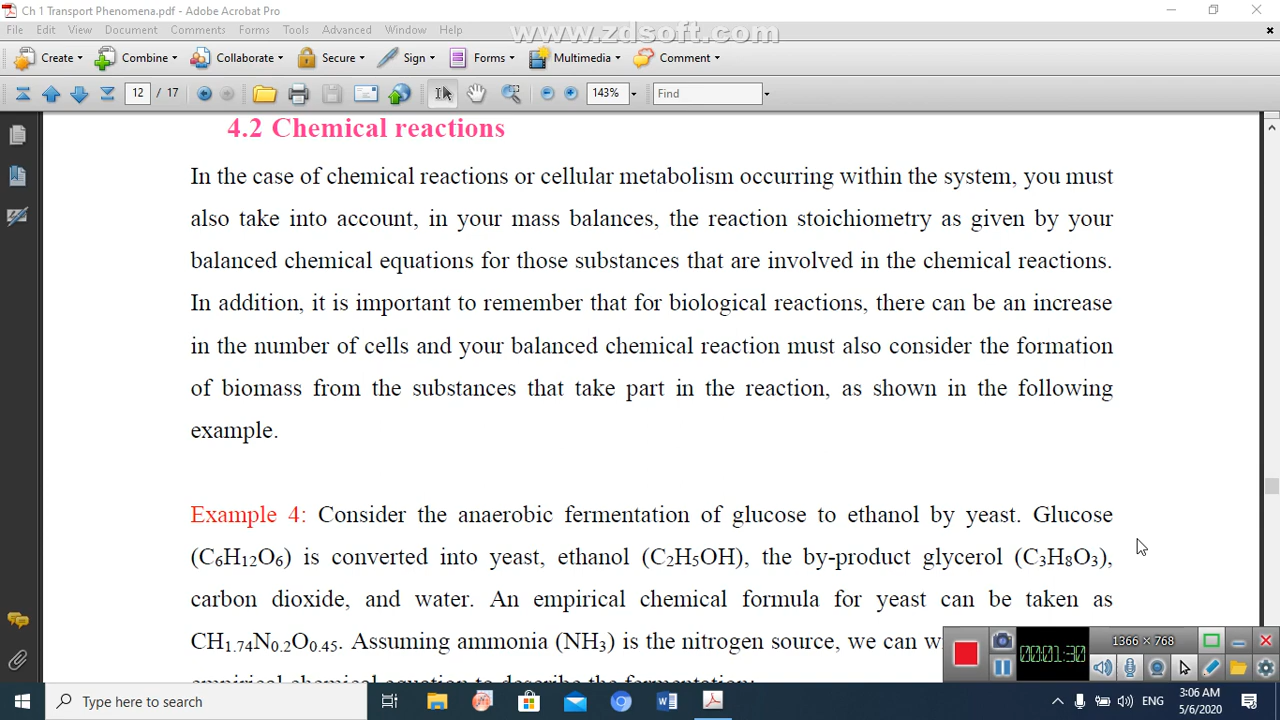 Ch 1 Transport Phenomena.pdf - Adobe Acrobat Pro
File Edit View Document Comments Forms Tools Advanced Window Help
www.zdsoft.com
Create Combine Collaborate Secure Sign Forms Multimedia Comment
12 / 17 143% Find
4.2 Chemical reactions
In the case of chemical reactions or cellular metabolism occurring within the system, you must
also take into account, in your mass balances, the reaction stoichiometry as given by your
balanced chemical equations for those substances that are involved in the chemical reactions.
In addition, it is important to remember that for biological reactions, there can be an increase
in the number of cells and your balanced chemical reaction must also consider the formation
of biomass from the substances that take part in the reaction, as shown in the following
example.
Example 4: Consider the anaerobic fermentation of glucose to ethanol by yeast. Glucose
(C₆H₁₂O₆) is converted into yeast, ethanol (C₂H₅OH), the by-product glycerol (C₃H₈O₃),
carbon dioxide, and water. An empirical chemical formula for yeast can be taken as
CH₁.₇₄N₀.₂O₀.₄₅. Assuming ammonia (NH₃) is the nitrogen source, we can w
empirical chemical equation to describe the fermentation:
1366 × 768
00:01:30
Type here to search
ENG
3:06 AM
5/6/2020